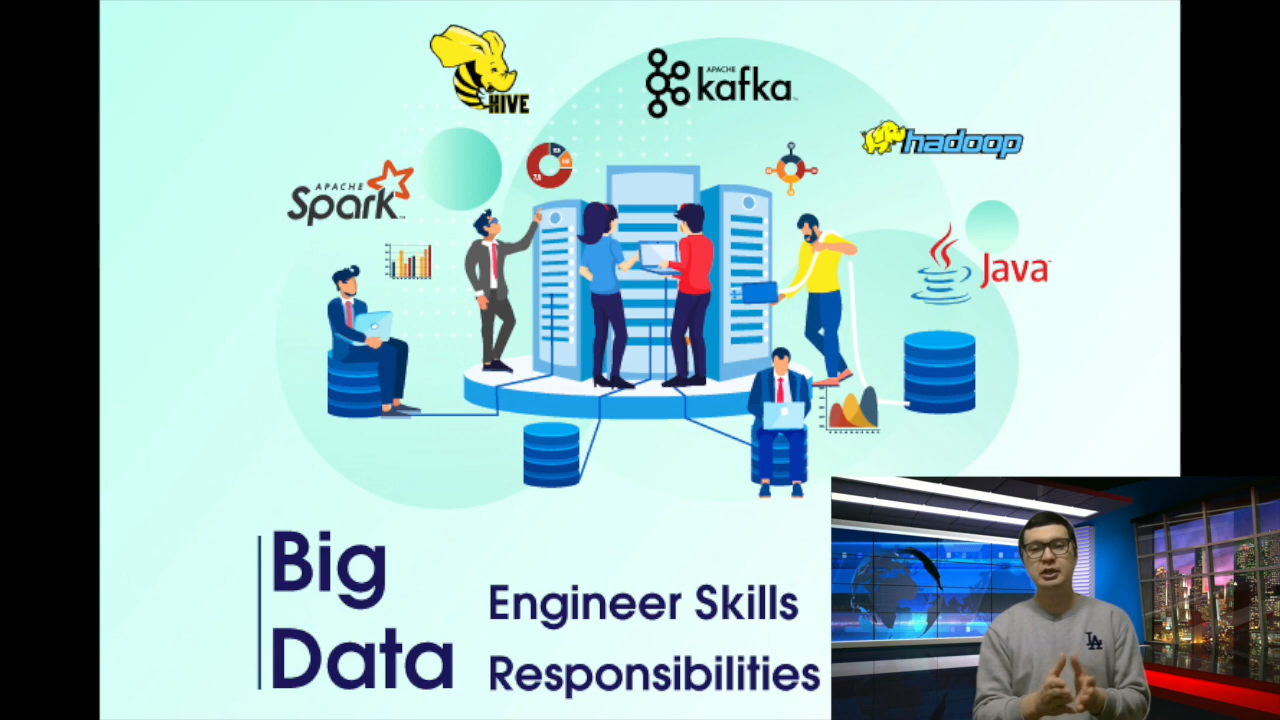 HIVE
APACHE
kafka
hadoop
APACHE
Spark
Java
Big
Data
Engineer Skills
Responsibilities
LA